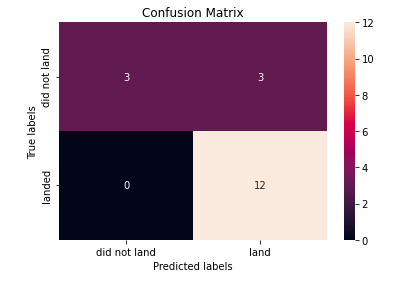 Confusion Matrix
True labels
did not land
landed
3 3
0 12
did not land land
Predicted labels
12
10
8
6
4
2
0